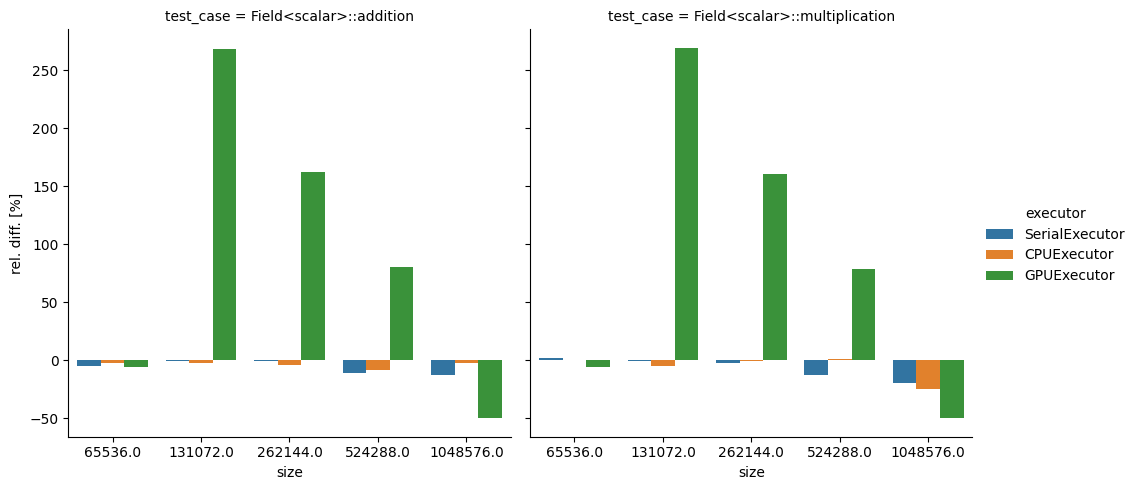 test_case = Field<scalar>::addition
test_case = Field<scalar>::multiplication
rel. diff. [%]
250
200
150
100
50
0
−50
65536.0
131072.0
262144.0
524288.0
1048576.0
size
65536.0
131072.0
262144.0
524288.0
1048576.0
size
executor
SerialExecutor
CPUExecutor
GPUExecutor